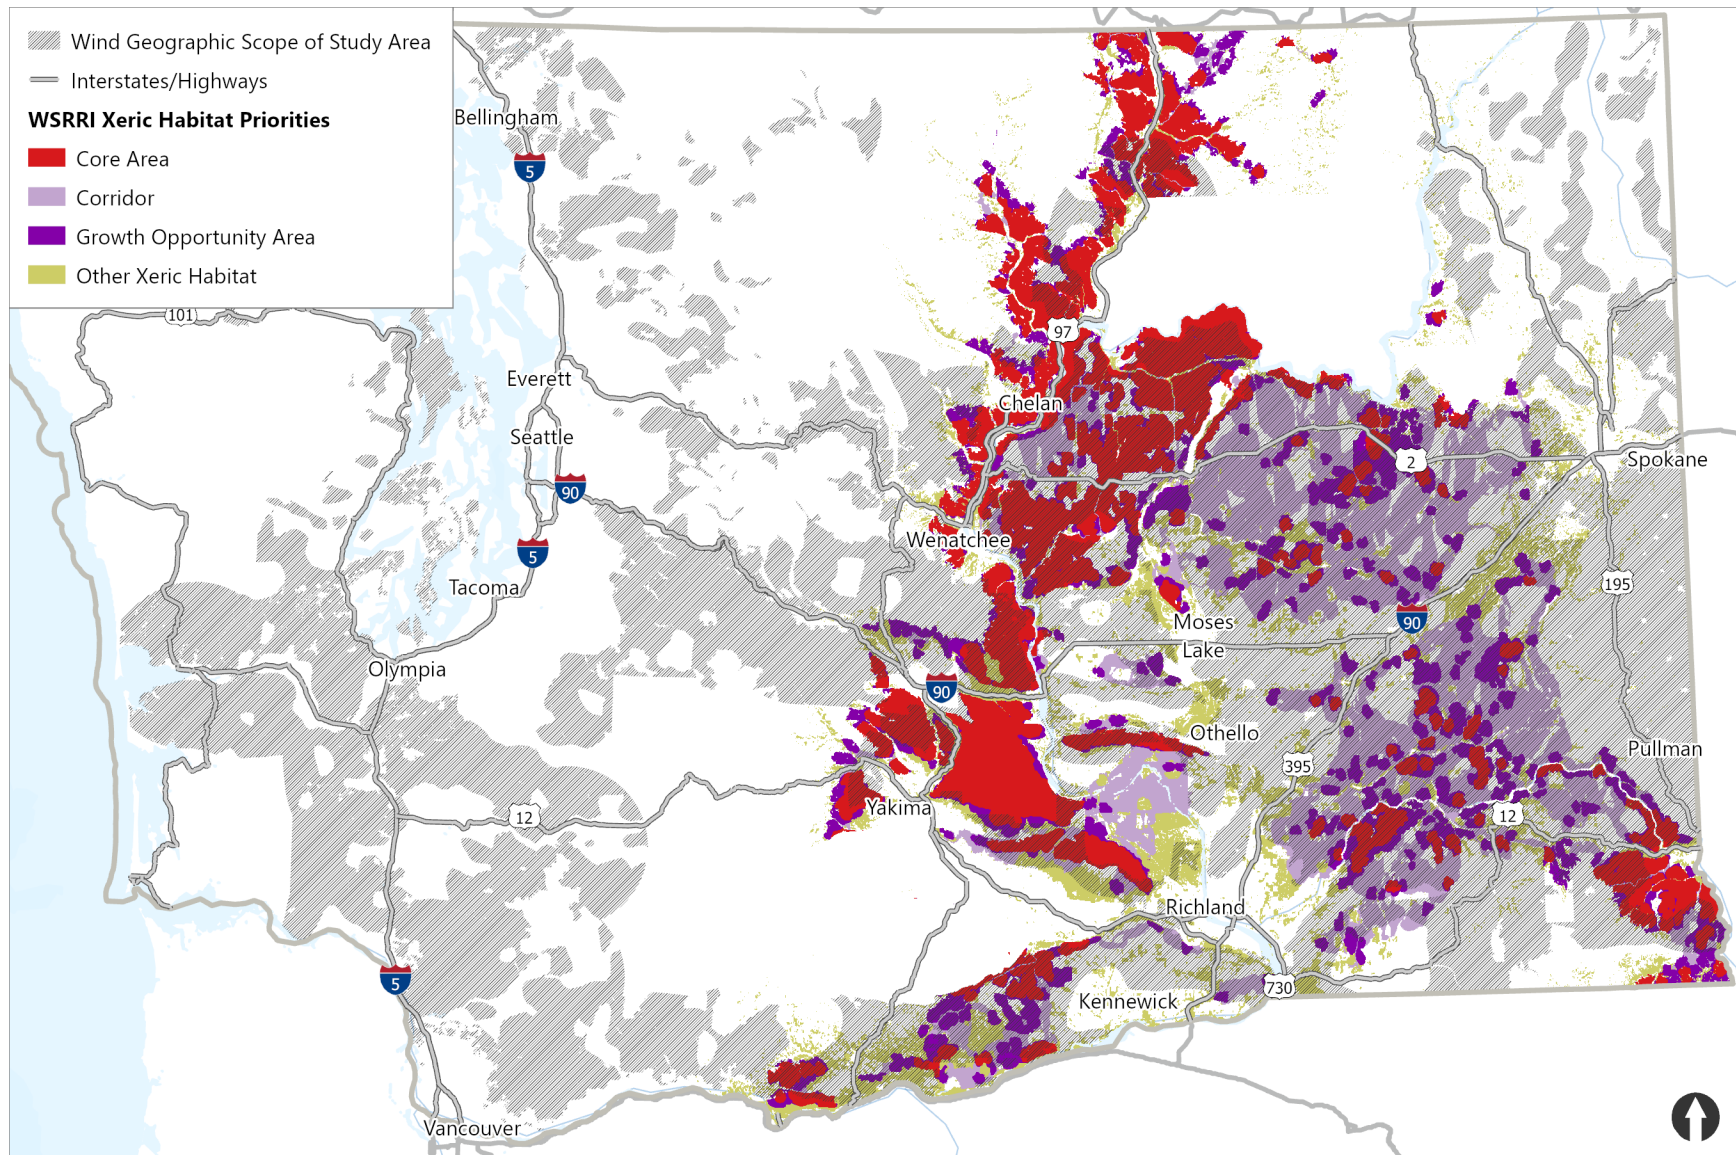 Wind Geographic Scope of Study Area
Interstates/Highways
WSRRI Xeric Habitat Priorities
Core Area
Corridor
Growth Opportunity Area
Other Xeric Habitat
Bellingham
5
101
97
Everett
Chelan
Seattle
2
Spokane
90
Wenatchee
5
Tacoma
195
Moses
Lake
90
Olympia
90
Othello
Pullman
395
Yakima
12
12
Richland
5
730
Kennewick
Vancouver